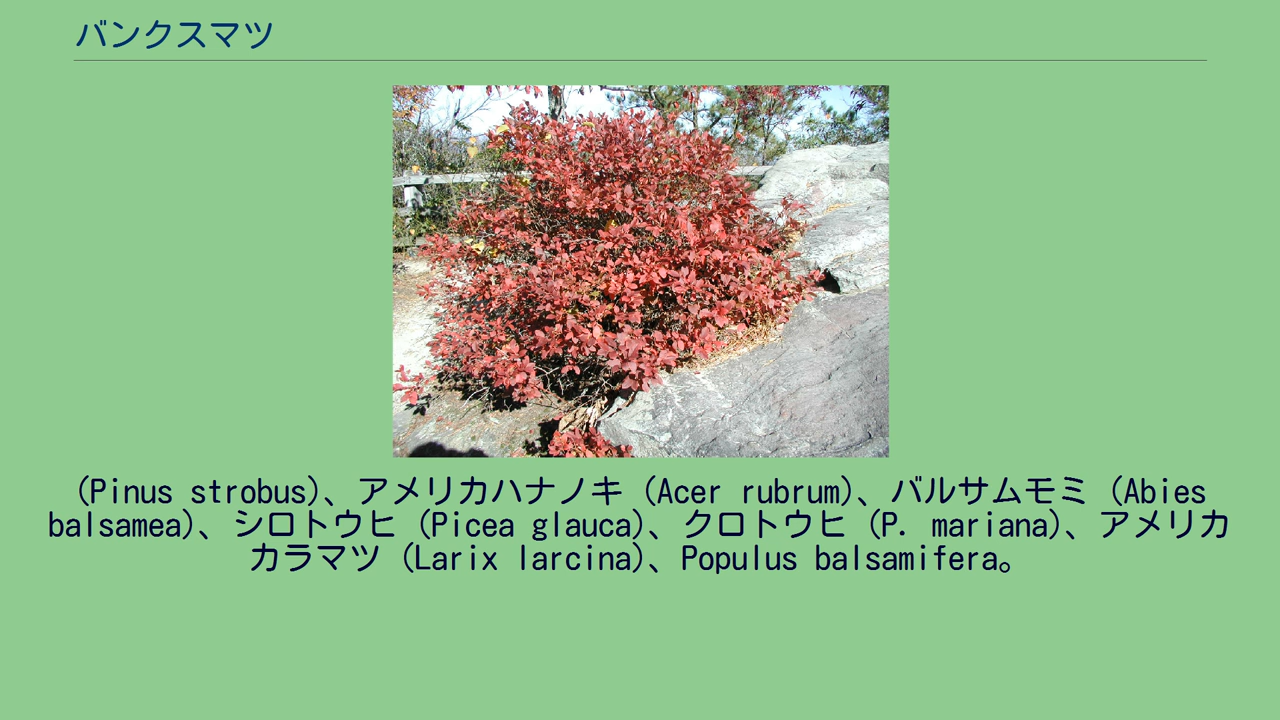 バンクスマツ
(Pinus strobus)、アメリカハナノキ (Acer rubrum)、バルサムモミ (Abies
balsamea)、シロトウヒ (Picea glauca)、クロトウヒ (P. mariana)、アメリカ
カラマツ (Larix larcina)、Populus balsamifera。